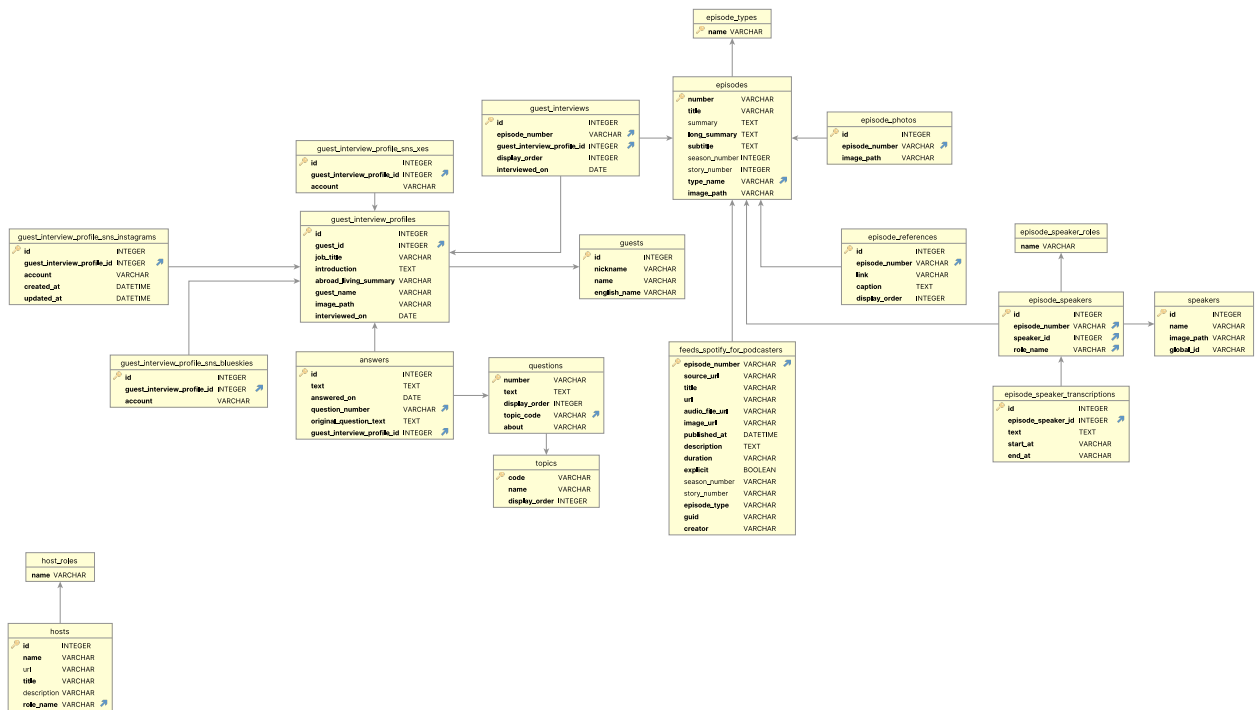 episode_types
name VARCHAR
episodes
number VARCHAR
title VARCHAR
summary TEXT
long_summary TEXT
subtitle TEXT
season_number INTEGER
story_number INTEGER
type_name VARCHAR
image_path VARCHAR
guest_interviews
id INTEGER
episode_number VARCHAR
guest_interview_profile_id INTEGER
display_order INTEGER
interviewed_on DATE
episode_photos
id INTEGER
episode_number VARCHAR
image_path VARCHAR
guest_interview_profile_sns_xes
id INTEGER
guest_interview_profile_id INTEGER
account VARCHAR
guest_interview_profiles
id INTEGER
guest_id INTEGER
job_title VARCHAR
introduction TEXT
abroad_living_summary VARCHAR
guest_name VARCHAR
image_path VARCHAR
interviewed_on DATE
guest_interview_profile_sns_instagrams
id INTEGER
guest_interview_profile_id INTEGER
account VARCHAR
created_at DATETIME
updated_at DATETIME
guests
id INTEGER
nickname VARCHAR
name VARCHAR
english_name VARCHAR
episode_references
id INTEGER
episode_number VARCHAR
link VARCHAR
caption TEXT
display_order INTEGER
episode_speaker_roles
name VARCHAR
episode_speakers
id INTEGER
episode_number VARCHAR
speaker_id INTEGER
role_name VARCHAR
speakers
id INTEGER
name VARCHAR
image_path VARCHAR
global_id VARCHAR
guest_interview_profile_sns_blueskies
id INTEGER
guest_interview_profile_id INTEGER
account VARCHAR
answers
id INTEGER
text TEXT
answered_on DATE
question_number VARCHAR
original_question_text TEXT
guest_interview_profile_id INTEGER
questions
number VARCHAR
text TEXT
display_order INTEGER
topic_code VARCHAR
about VARCHAR
topics
code VARCHAR
name VARCHAR
display_order INTEGER
feeds_spotify_for_podcasters
episode_number VARCHAR
source_url VARCHAR
title VARCHAR
url VARCHAR
audio_file_url VARCHAR
image_url VARCHAR
published_at DATETIME
description TEXT
duration VARCHAR
explicit BOOLEAN
season_number VARCHAR
story_number VARCHAR
episode_type VARCHAR
guid VARCHAR
creator VARCHAR
episode_speaker_transcriptions
id INTEGER
episode_speaker_id INTEGER
text TEXT
start_at VARCHAR
end_at VARCHAR
host_roles
name VARCHAR
hosts
id INTEGER
name VARCHAR
url VARCHAR
title VARCHAR
description VARCHAR
role_name VARCHAR